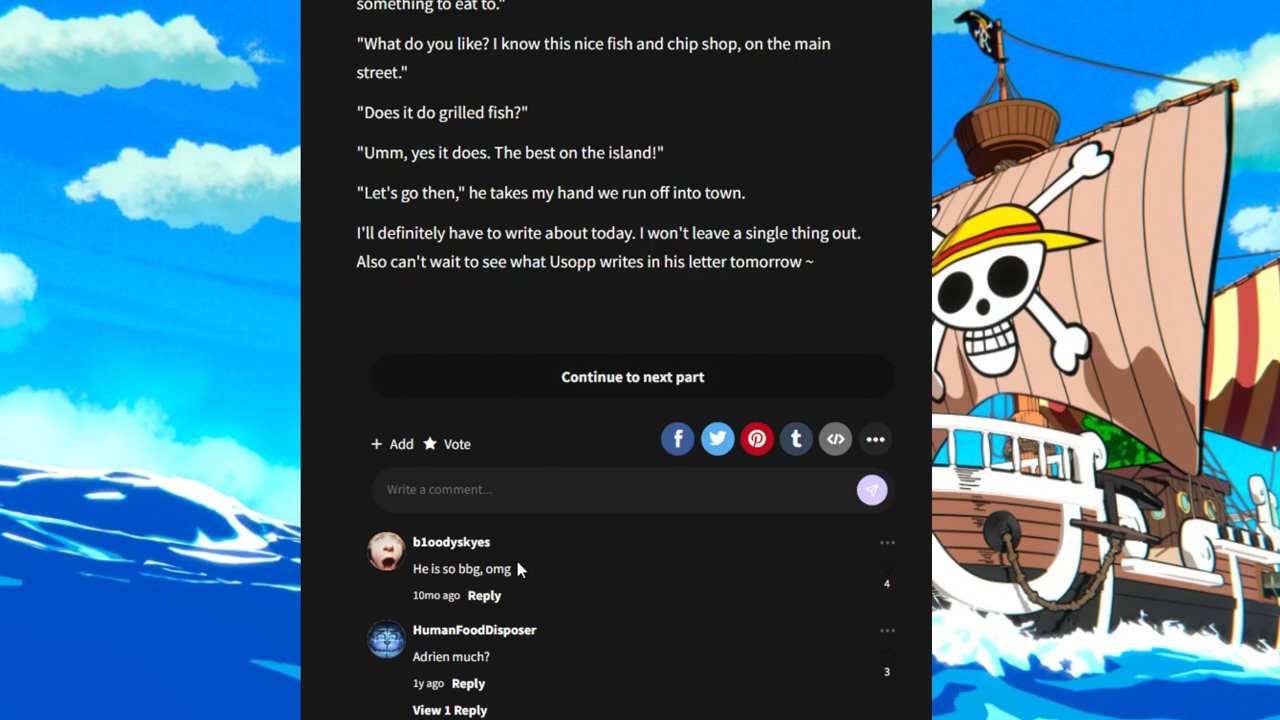 something to eat to."
"What do you like? I know this nice fish and chip shop, on the main
street."
"Does it do grilled fish?"
"Umm, yes it does. The best on the island!"
"Let's go then," he takes my hand we run off into town.
I'll definitely have to write about today. I won't leave a single thing out.
Also can't wait to see what Usopp writes in his letter tomorrow ~
Continue to next part
+ Add ★ Vote
Write a comment...
b1oodyskyes
He is so bbg, omg
4
10mo ago Reply
HumanFoodDisposer
Adrien much?
3
1y ago Reply
View 1 Reply